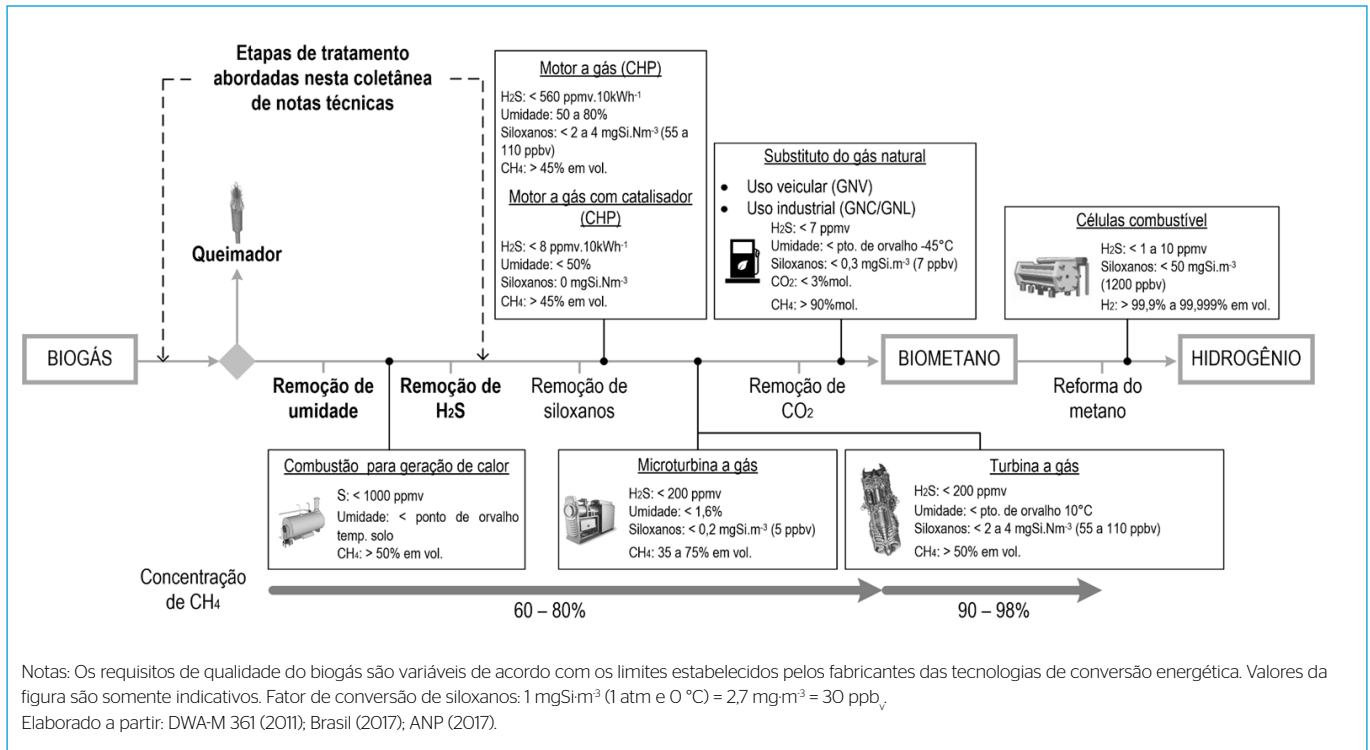 Etapas de tratamento
abordadas nesta coletânea
de notas técnicas
Queimador
Motor a gás (CHP)
H2S: < 560 ppmv.10kWh-1
Umidade: 50 a 80%
Siloxanos: < 2 a 4 mgSi.Nm-3 (55 a
110 ppbv)
CH4: > 45% em vol.
Motor a gás com catalisador
(CHP)
H2S: < 8 ppmv.10kWh-1
Umidade: < 50%
Siloxanos: 0 mgSi.Nm-3
CH4: > 45% em vol.
Substituto do gás natural
• Uso veicular (GNV)
• Uso industrial (GNC/GNL)
H2S: < 7 ppmv
Umidade: < pto. de orvalho -45°C
Siloxanos: < 0,3 mgSi.m-3 (7 ppbv)
CO2: < 3%mol.
CH4: > 90%mol.
Células combustível
H2S: < 1 a 10 ppmv
Siloxanos: < 50 mgSi.m-3
(1200 ppbv)
H2: > 99,9% a 99,999% em vol.
BIOGÁS
BIOMETANO
HIDROGÊNIO
Remoção de
umidade
Remoção de
H2S
Remoção de
siloxanos
Remoção de
CO2
Reforma do
metano
Combustão para geração de calor
S: < 1000 ppmv
Umidade: < ponto de orvalho
temp. solo
CH4: > 50% em vol.
Microturbina a gás
H2S: < 200 ppmv
Umidade: < 1,6%
Siloxanos: < 0,2 mgSi.m-3 (5 ppbv)
CH4: 35 a 75% em vol.
Turbina a gás
H2S: < 200 ppmv
Umidade: < pto. de orvalho 10°C
Siloxanos: < 2 a 4 mgSi.Nm-3 (55 a 110 ppbv)
CH4: > 50% em vol.
Concentração
de CH4
60 – 80%
90 – 98%
Notas: Os requisitos de qualidade do biogás são variáveis de acordo com os limites estabelecidos pelos fabricantes das tecnologias de conversão energética. Valores da
figura são somente indicativos. Fator de conversão de siloxanos: 1 mgSi·m-3 (1 atm e 0 °C) = 2,7 mg·m-3 = 30 ppbv.
Elaborado a partir: DWA-M 361 (2011); Brasil (2017); ANP (2017).